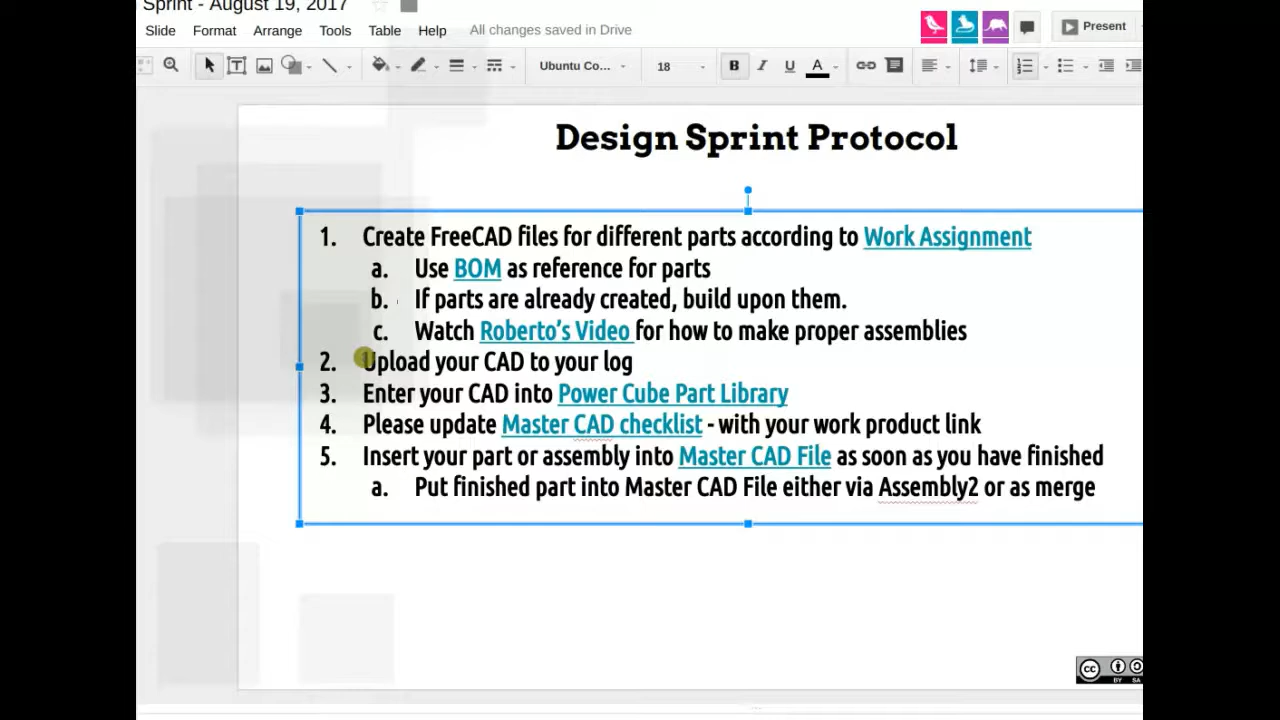 Sprint - August 19, 2017
Slide Format Arrange Tools Table Help All changes saved in Drive
Present
Ubuntu Co... 18 B I U A
Design Sprint Protocol
1. Create FreeCAD files for different parts according to Work Assignment
a. Use BOM as reference for parts
b. If parts are already created, build upon them.
c. Watch Roberto's Video for how to make proper assemblies
2. Upload your CAD to your log
3. Enter your CAD into Power Cube Part Library
4. Please update Master CAD checklist - with your work product link
5. Insert your part or assembly into Master CAD File as soon as you have finished
a. Put finished part into Master CAD File either via Assembly2 or as merge
cc BY SA